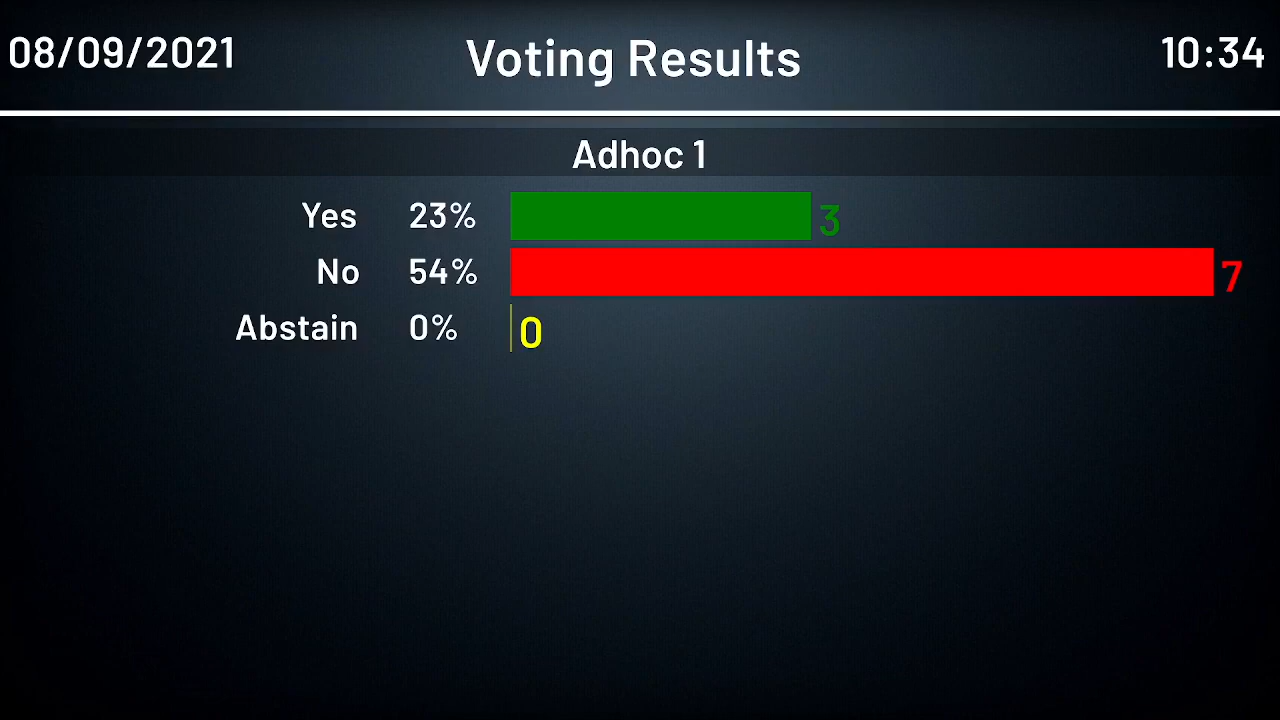 08/09/2021 Voting Results 10:34
Adhoc 1
Yes 23% 3
No 54% 7
Abstain 0% 0